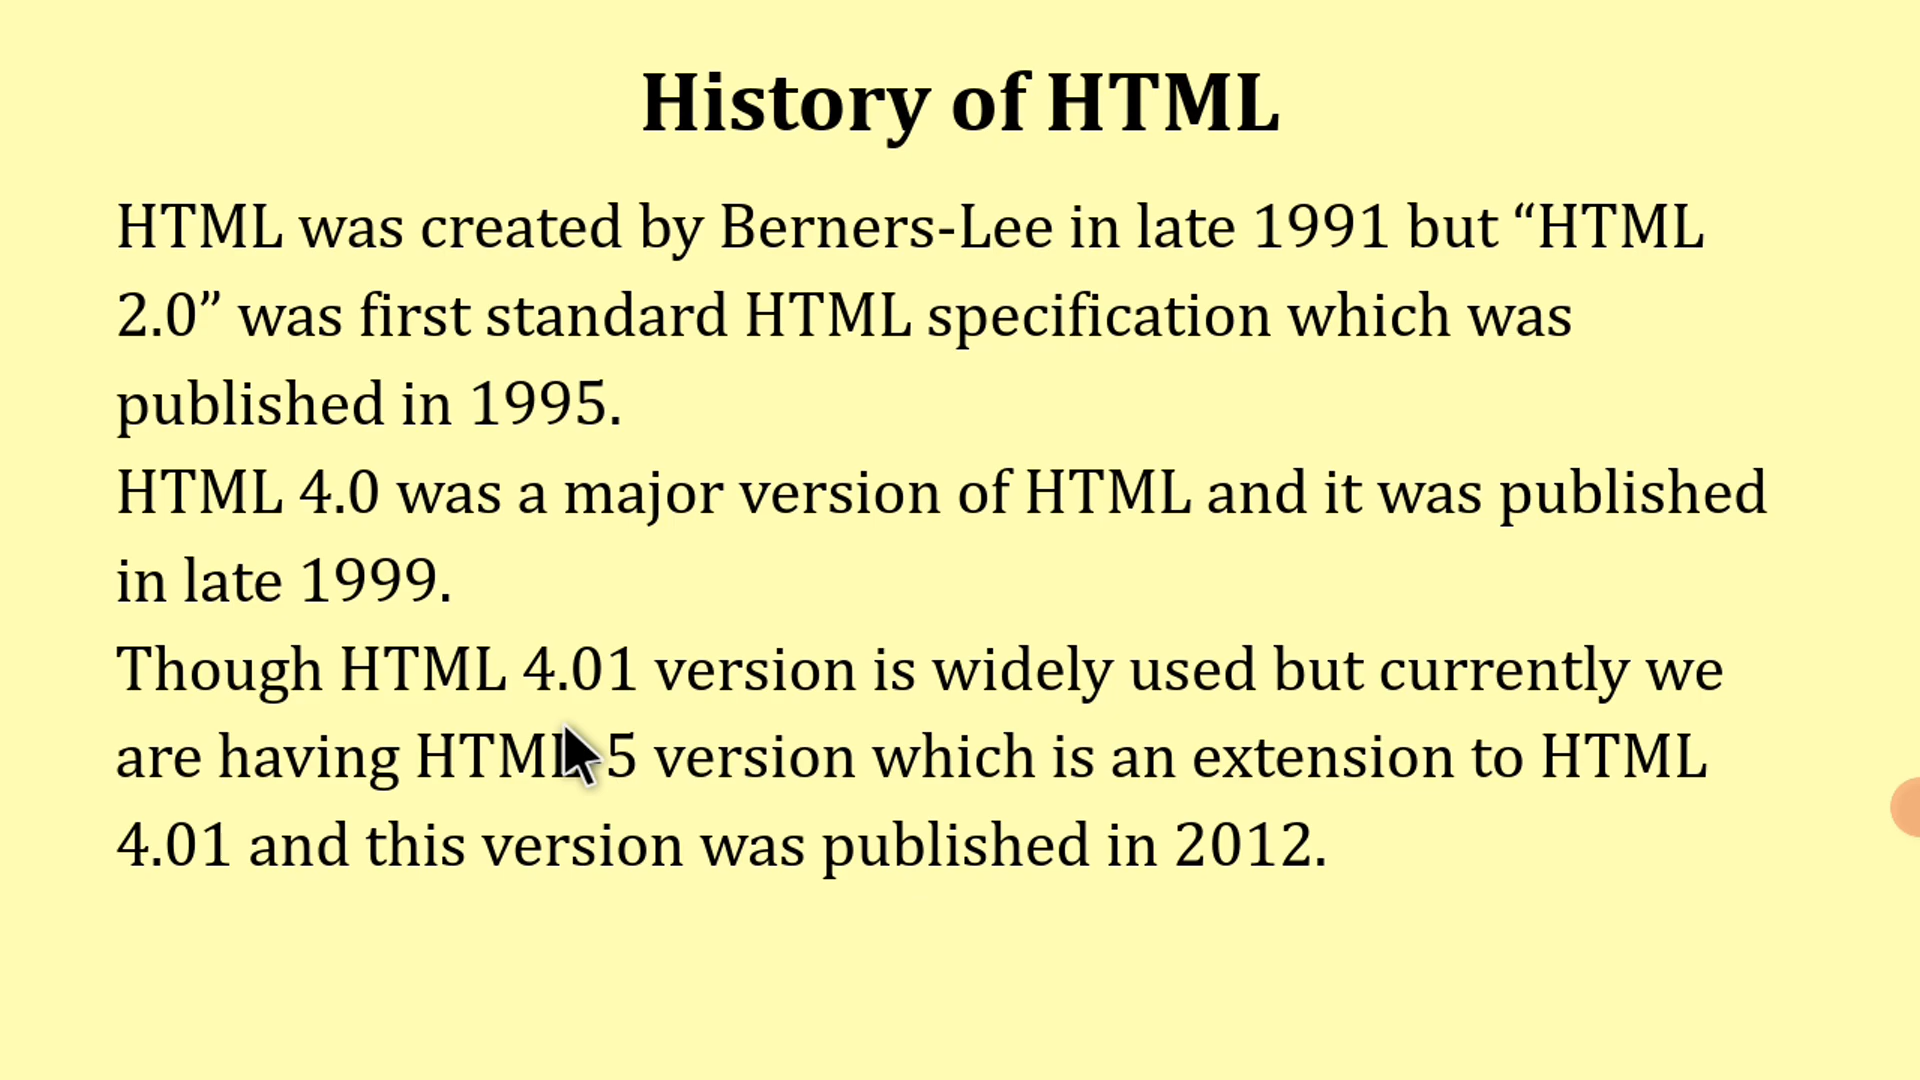 History of HTML
HTML was created by Berners-Lee in late 1991 but “HTML
2.0” was first standard HTML specification which was
published in 1995.
HTML 4.0 was a major version of HTML and it was published
in late 1999.
Though HTML 4.01 version is widely used but currently we
are having HTML 5 version which is an extension to HTML
4.01 and this version was published in 2012.